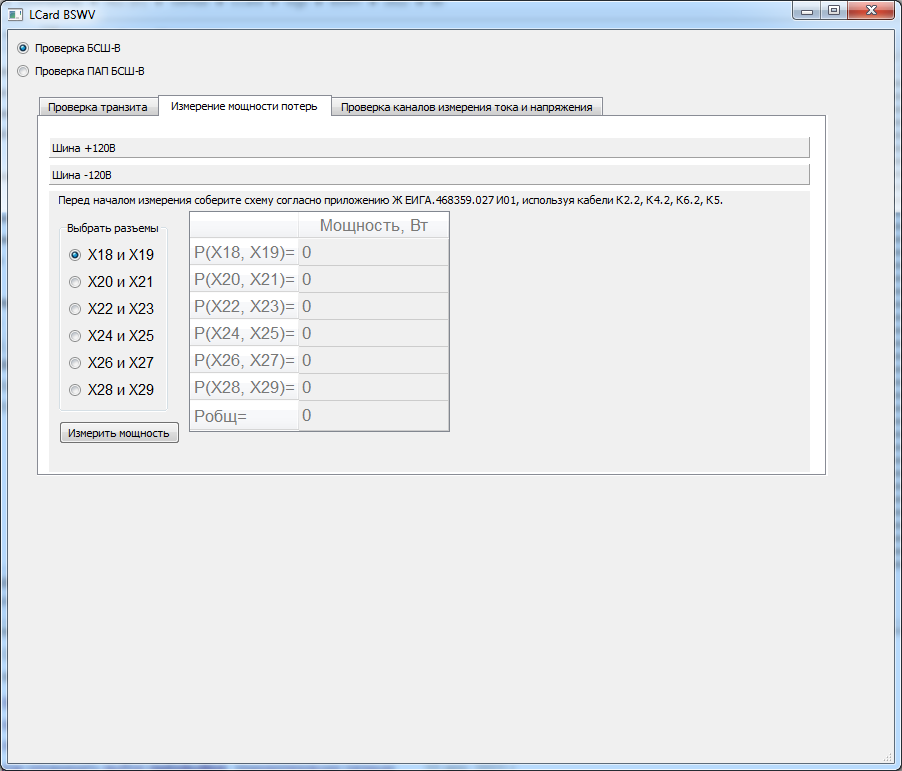 LCard BSWV
Проверка БСШ-В
Проверка ПАП БСШ-В
Проверка транзита
Измерение мощности потерь
Проверка каналов измерения тока и напряжения
Шина +120В
Шина -120В
Перед началом измерения соберите схему согласно приложению Ж ЕИГА.468359.027 И01, используя кабели К2.2, К4.2, К6.2, К5.
Выбрать разъемы
X18 и X19
X20 и X21
X22 и X23
X24 и X25
X26 и X27
X28 и X29
Измерить мощность
Мощность, Вт
P(X18, X19)= 0
P(X20, X21)= 0
P(X22, X23)= 0
P(X24, X25)= 0
P(X26, X27)= 0
P(X28, X29)= 0
Pобщ= 0